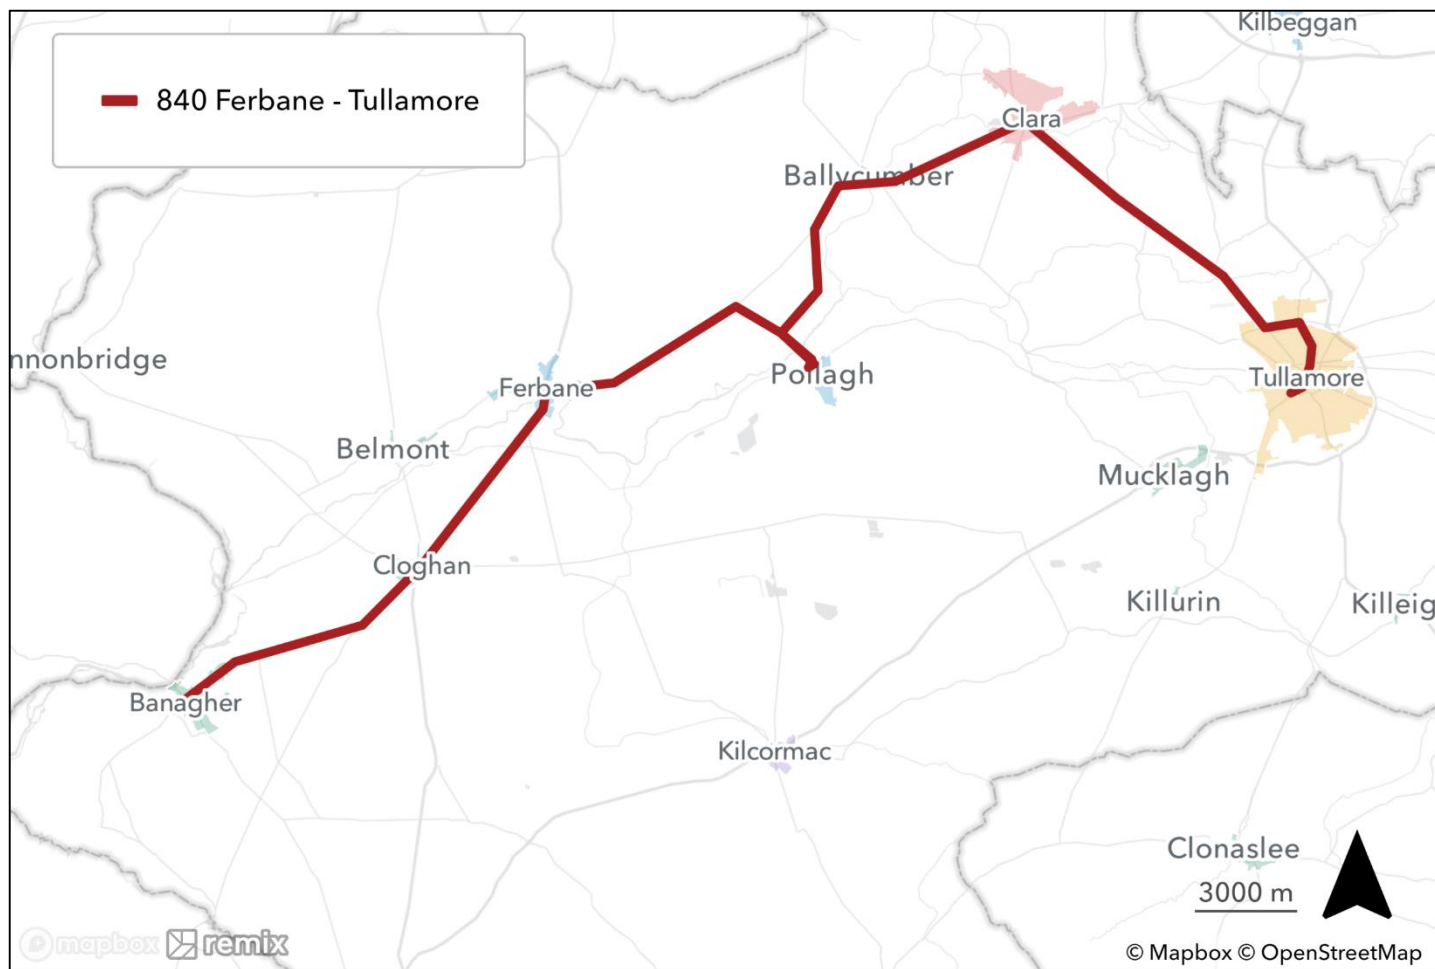 840 Ferbane - Tullamore
Kilbeggan
Clara
Ballycumber
nnonbridge
Ferbane
Pollagh
Tullamore
Belmont
Mucklagh
Cloghan
Killurin
Killeig
Banagher
Kilcormac
Clonaslee
3000 m
mapbox remix
© Mapbox © OpenStreetMap